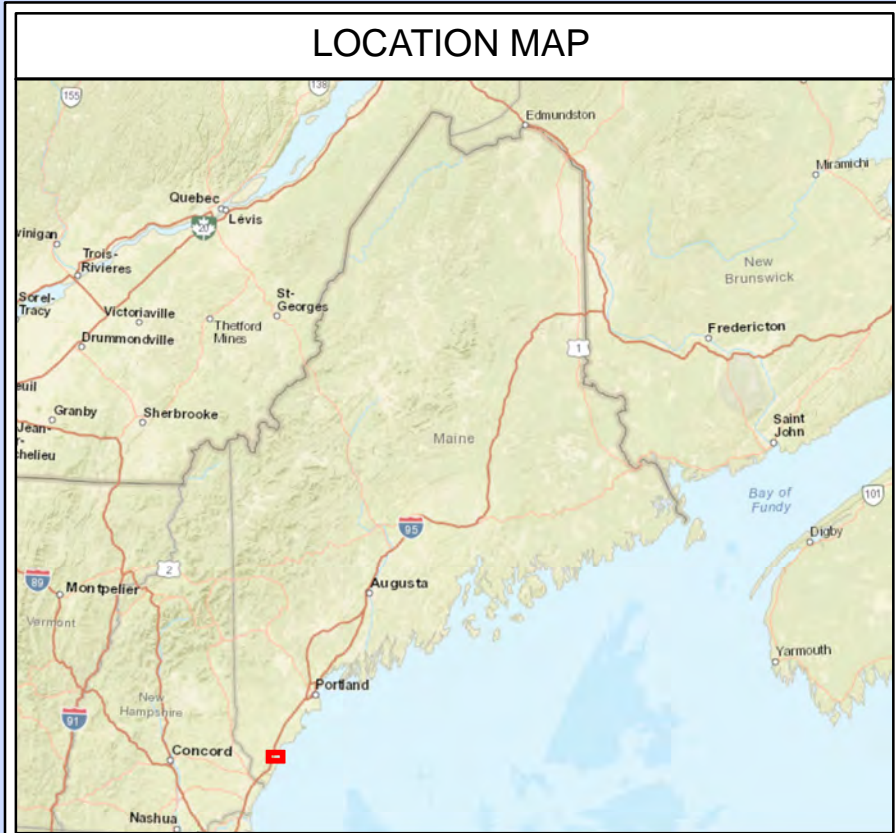 LOCATION MAP
155
138
Edmundston
Miramichi
Quebec
Lévis
20
vinigan
Trois-
Rivieres
New
Brunswick
Sorel-
Tracy
Victoriaville
Thetford
Mines
St-
Georges
Drummondville
Fredericton
1
euil
Granby
Sherbrooke
Jean-
r-
chelieu
Maine
Saint
John
Bay of
Fundy
101
95
Digby
2
89
Montpelier
Augusta
Vermont
Yarmouth
Portland
New
Hampshire
91
Concord
Nashua